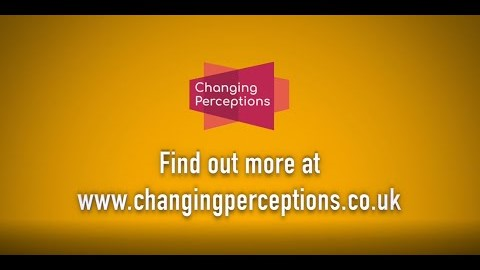 Changing
Perceptions
Find out more at
www.changingperceptions.co.uk